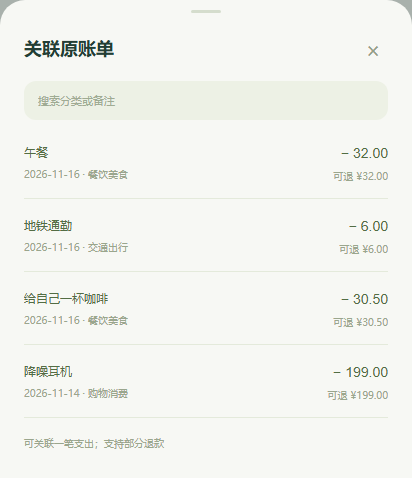 关联原账单
×
搜索分类或备注
午餐
− 32.00
2026-11-16 · 餐饮美食
可退 ¥32.00
地铁通勤
− 6.00
2026-11-16 · 交通出行
可退 ¥6.00
给自己一杯咖啡
− 30.50
2026-11-16 · 餐饮美食
可退 ¥30.50
降噪耳机
− 199.00
2026-11-14 · 购物消费
可退 ¥199.00
可关联一笔支出；支持部分退款